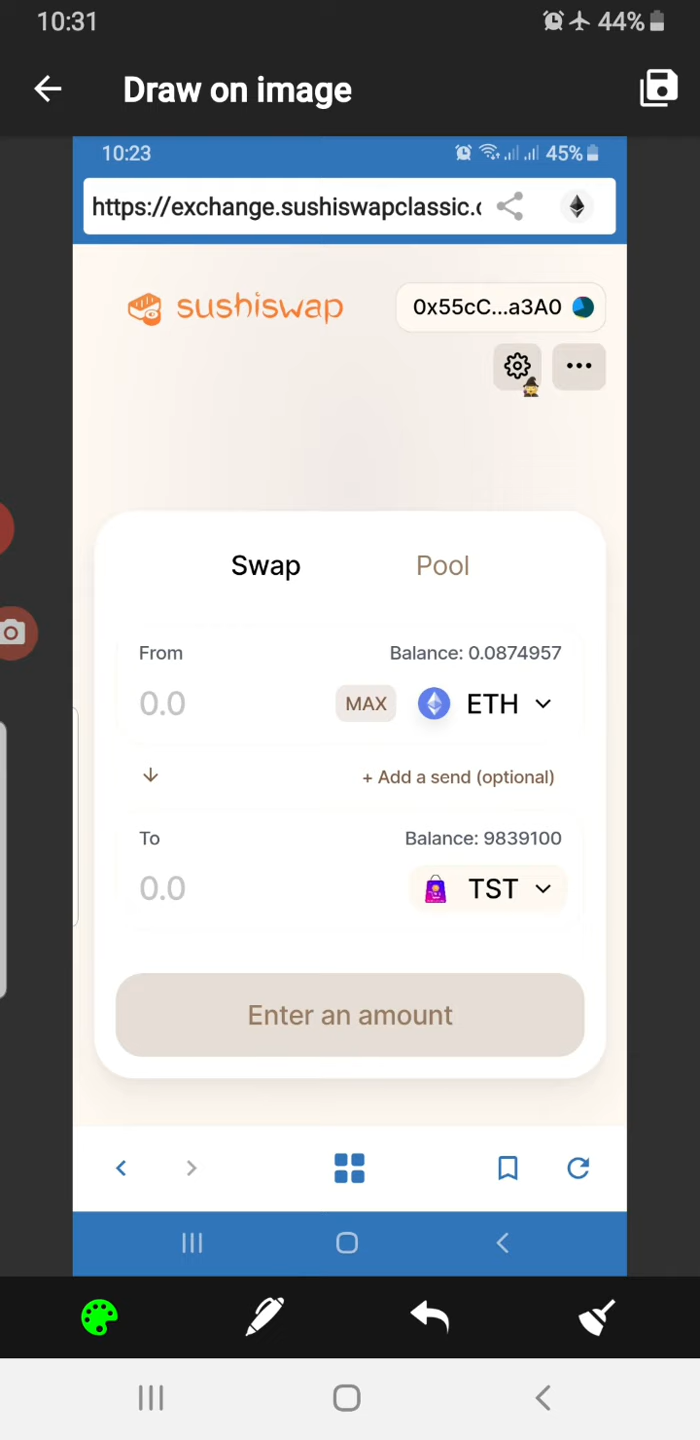 10:31 44%
Draw on image
10:23 45%
https://exchange.sushiswapclassic.
sushiswap 0x55cC...a3A0
Swap Pool
From Balance: 0.0874957
0.0 MAX ETH
+ Add a send (optional)
To Balance: 9839100
0.0 TST
Enter an amount